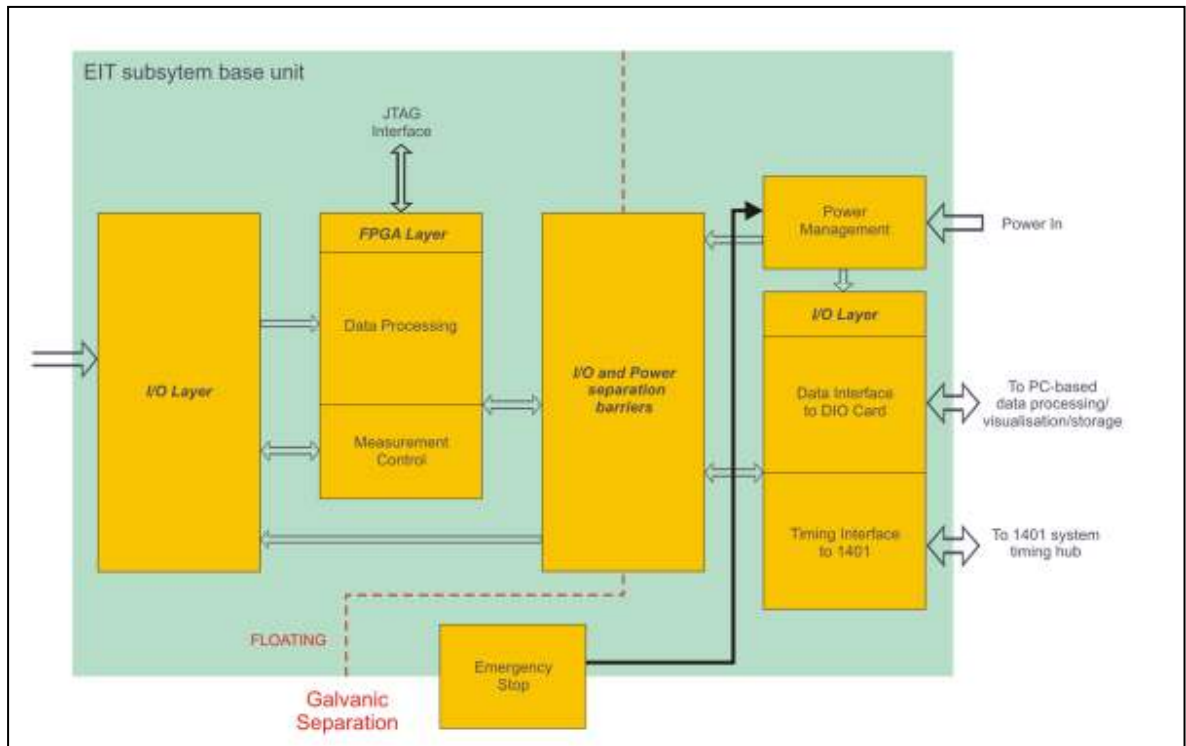 EIT subsytem base unit
JTAG
Interface
I/O Layer
FPGA Layer
Data Processing
Measurement
Control
I/O and Power
separation
barriers
Power
Management
Power In
I/O Layer
Data Interface
to DIO Card
To PC-based
data processing/
visualisation/storage
Timing Interface
to 1401
To 1401 system
timing hub
FLOATING
Galvanic
Separation
Emergency
Stop